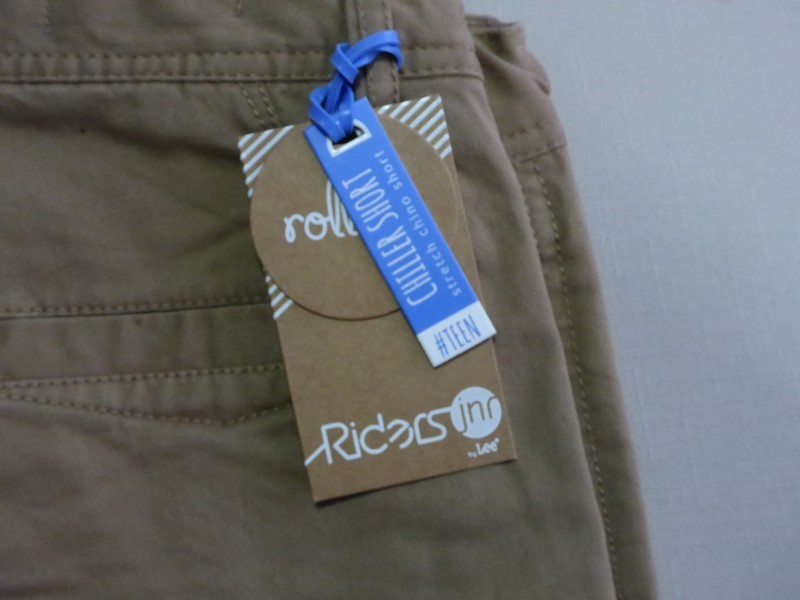 CHILLER SHORT
stretch chino short
#TEEN
Riders jnr
by Lee